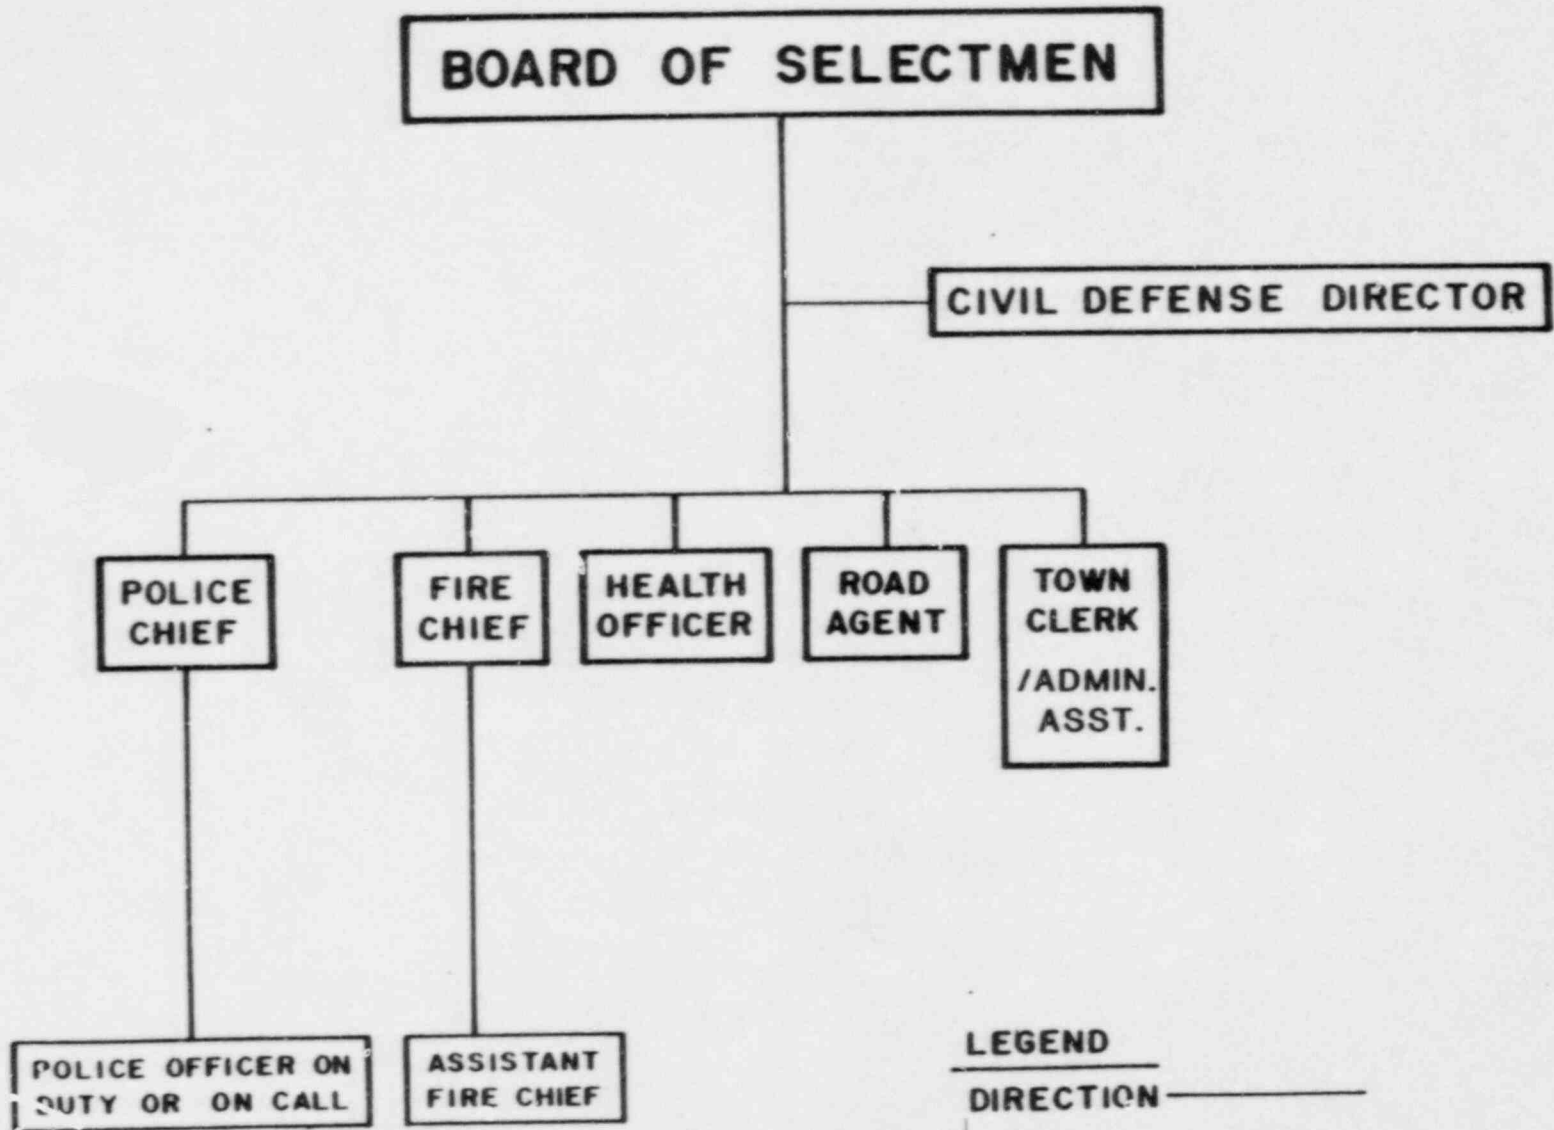 BOARD OF SELECTMEN
CIVIL DEFENSE DIRECTOR
POLICE
CHIEF
FIRE
CHIEF
HEALTH
OFFICER
ROAD
AGENT
TOWN
CLERK
/ADMIN.
ASST.
POLICE OFFICER ON
DUTY OR ON CALL
ASSISTANT
FIRE CHIEF
LEGEND
DIRECTION